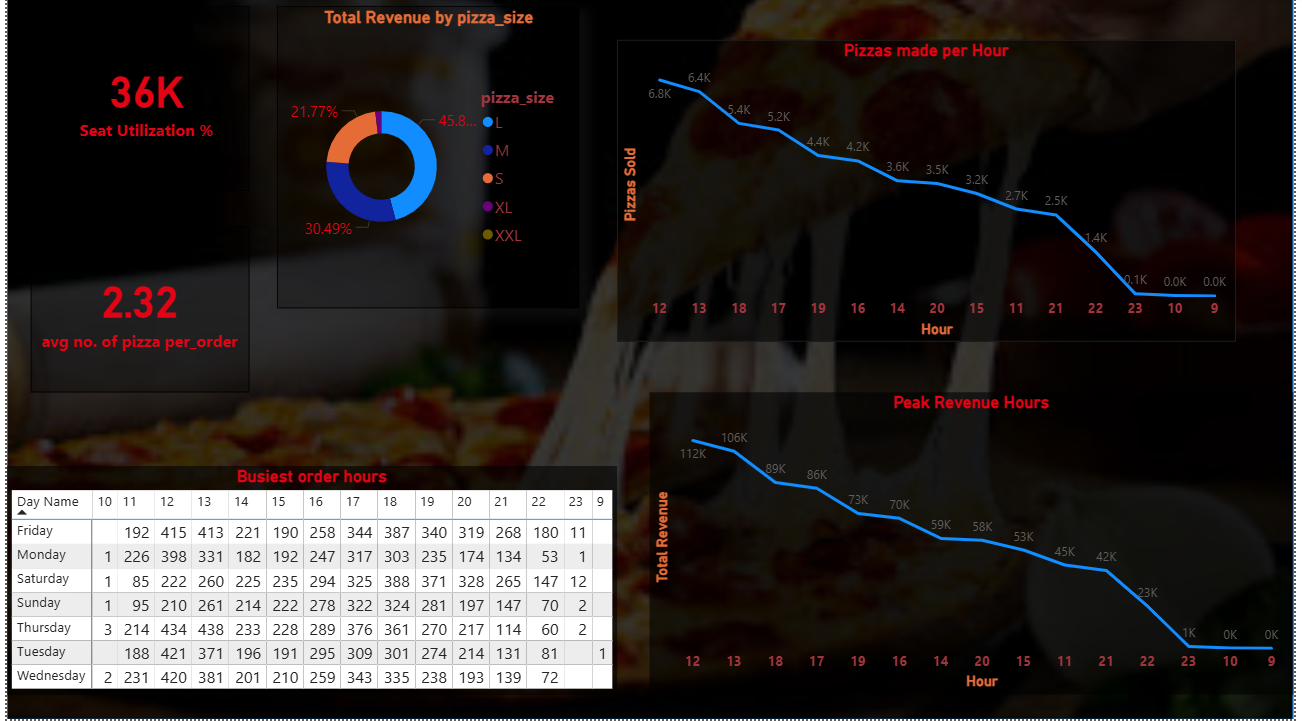 36K
Seat Utilization %
2.32
avg no. of pizza per_order
Total Revenue by pizza_size
21.77%
45.8...
30.49%
pizza_size
L
M
S
XL
XXL
Pizzas made per Hour
Pizzas Sold
6.8K 6.4K 5.4K 5.2K 4.4K 4.2K 3.6K 3.5K 3.2K 2.7K 2.5K 1.4K 0.1K 0.0K 0.0K
12 13 18 17 19 16 14 20 15 11 21 22 23 10 9
Hour
Busiest order hours
Day Name 10 11 12 13 14 15 16 17 18 19 20 21 22 23 9
Friday 192 415 413 221 190 258 344 387 340 319 268 180 11
Monday 1 226 398 331 182 192 247 317 303 235 174 134 53 1
Saturday 1 85 222 260 225 235 294 325 388 371 328 265 147 12
Sunday 1 95 210 261 214 222 278 322 324 281 197 147 70 2
Thursday 3 214 434 438 233 228 289 376 361 270 217 114 60 2
Tuesday 188 421 371 196 191 295 309 301 274 214 131 81 1
Wednesday 2 231 420 381 201 210 259 343 335 238 193 139 72
Peak Revenue Hours
Total Revenue
112K 106K 89K 86K 73K 70K 59K 58K 53K 45K 42K 23K 1K 0K 0K
12 13 18 17 19 16 14 20 15 11 21 22 23 10 9
Hour